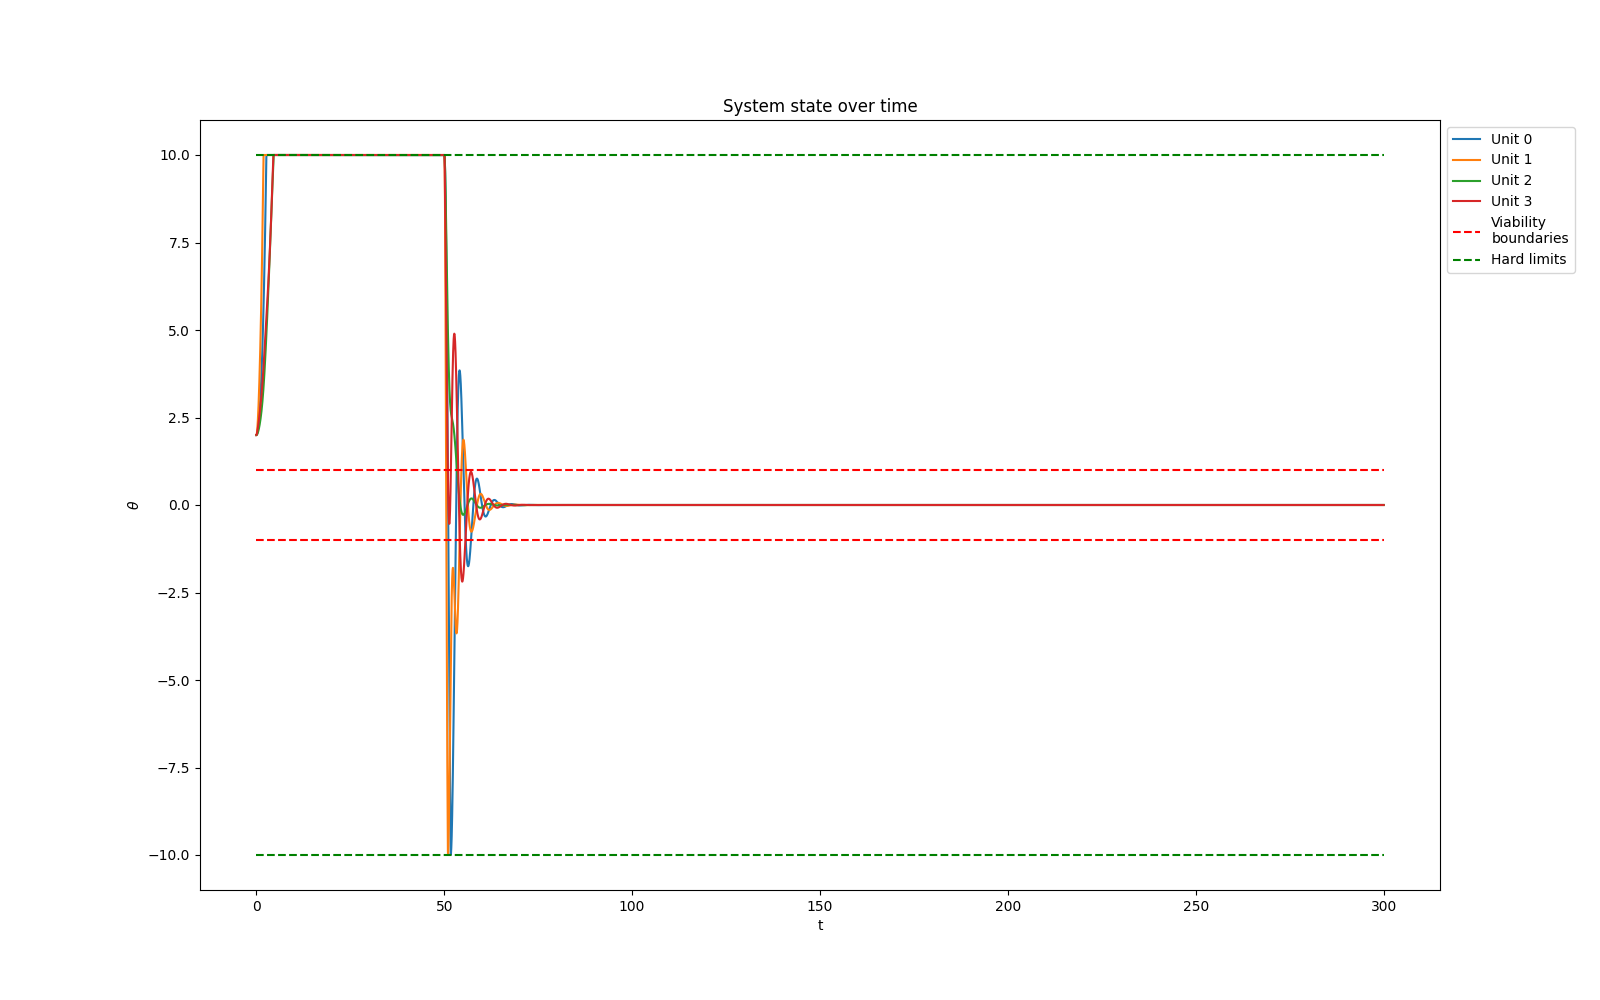 System state over time
Unit 0
Unit 1
Unit 2
Unit 3
Viability
boundaries
Hard limits
10.0
7.5
5.0
2.5
0.0
−2.5
−5.0
−7.5
−10.0
θ
0
50
100
150
200
250
300
t